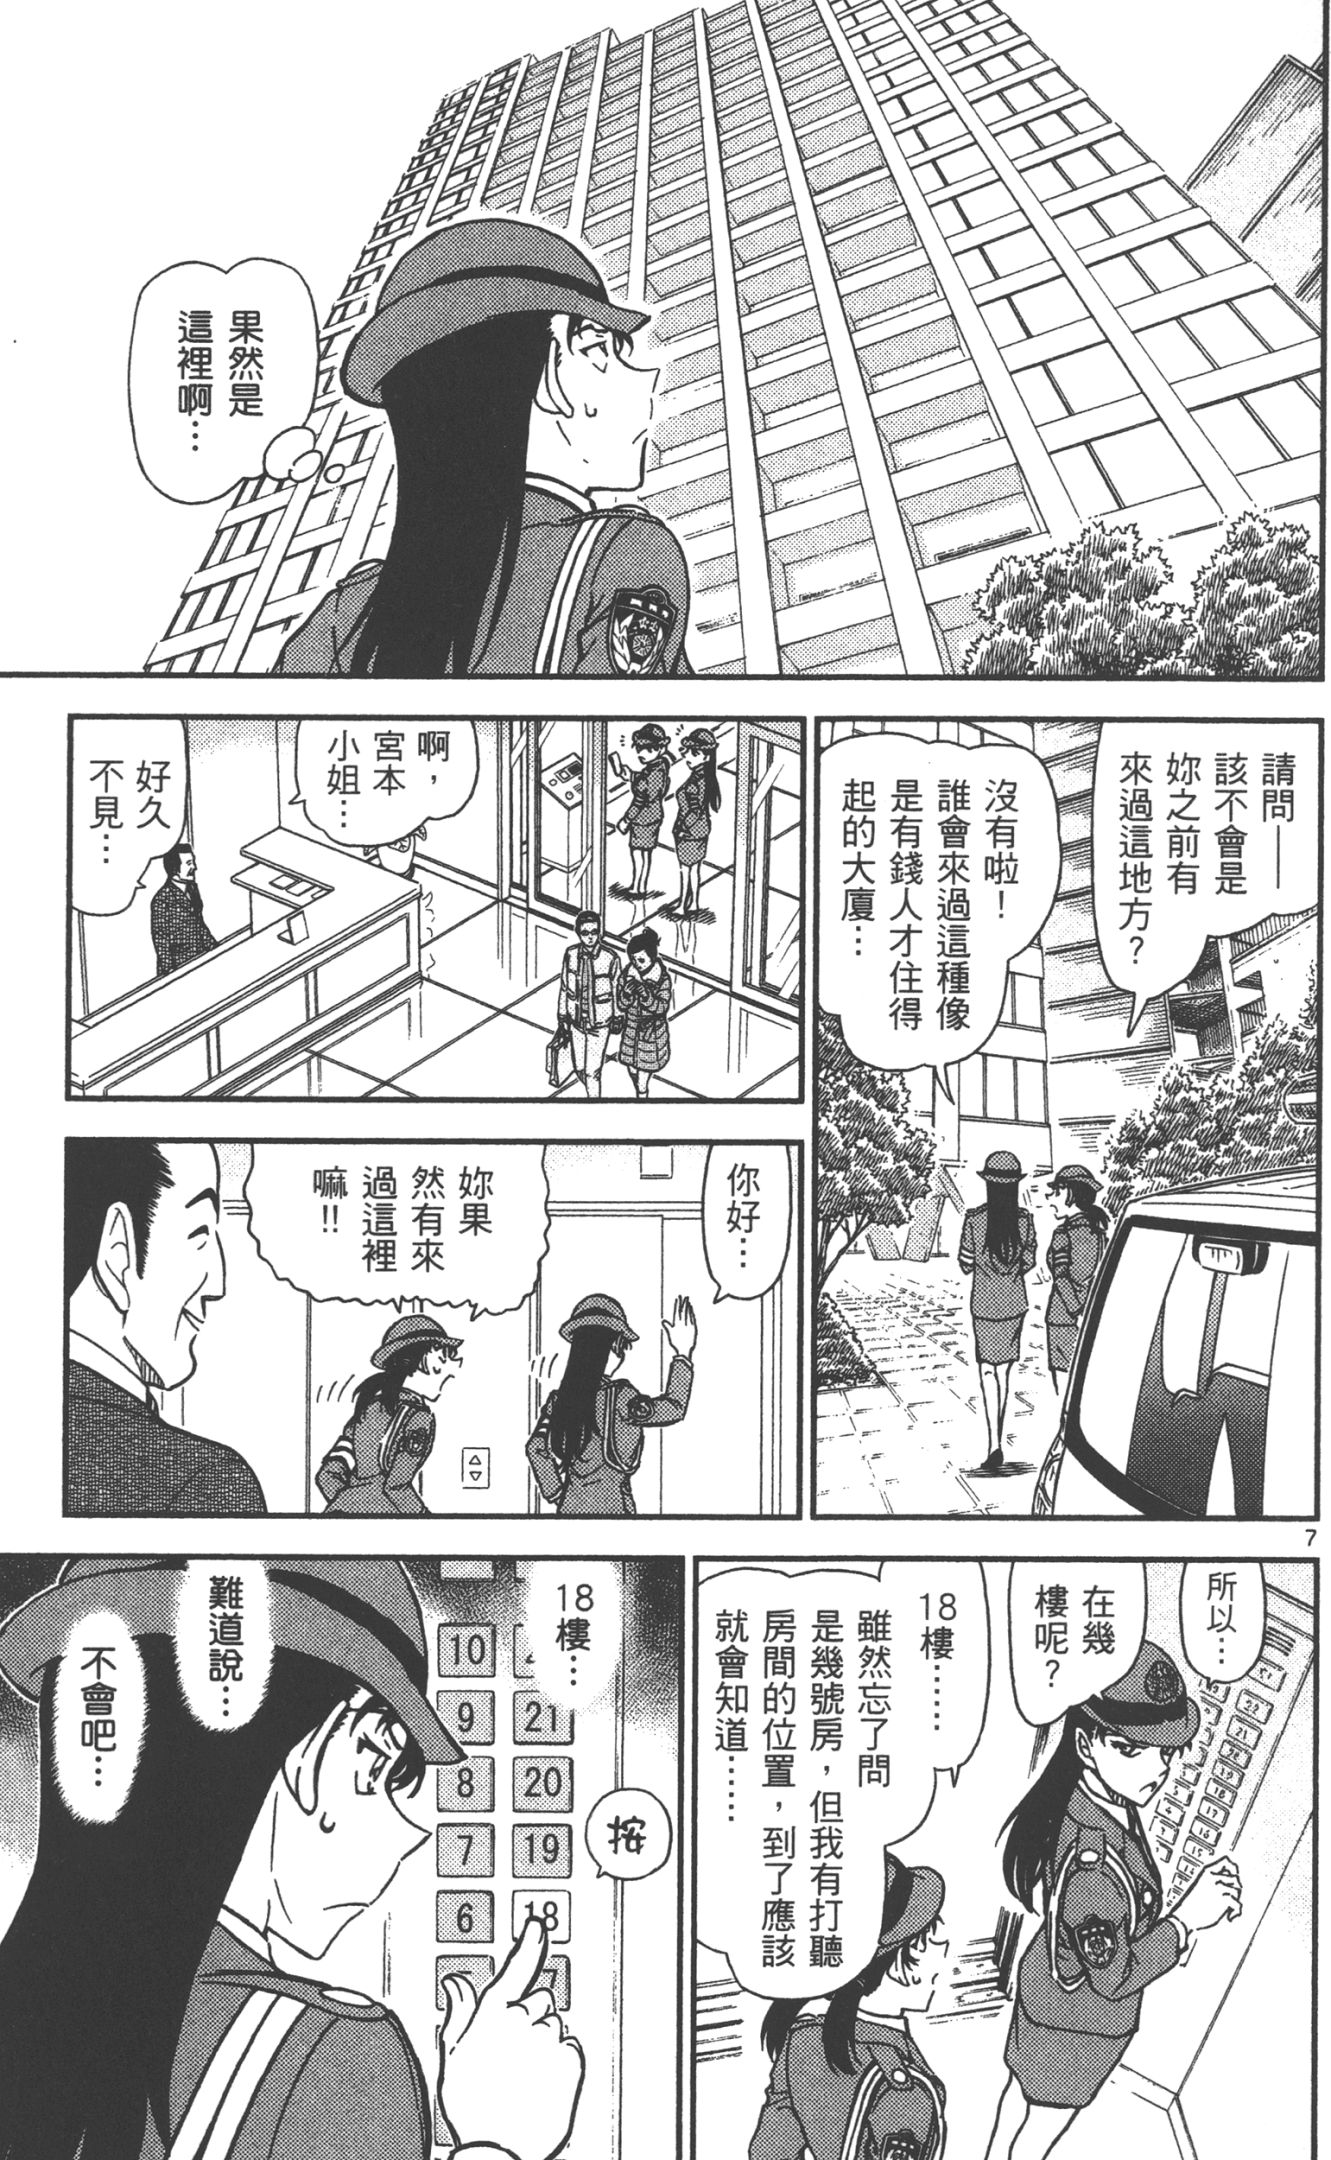 果然是
這裡啊…
請問——
該不會是
妳之前有
來過這地方？
沒有啦！
誰會來過這種像
是有錢人才住得
起的大廈…
啊，
宮本
小姐…
好久
不見…
你好…
妳果
然有來
過這裡
嘛!!
7
所以…
在幾
樓呢？
18
樓……
雖然忘了問
是幾號房，但我有打聽
房間的位置，到了應該
就會知道……
18
樓…
按
難道說…
不會吧…
10
9
21
8
20
7
19
6
18